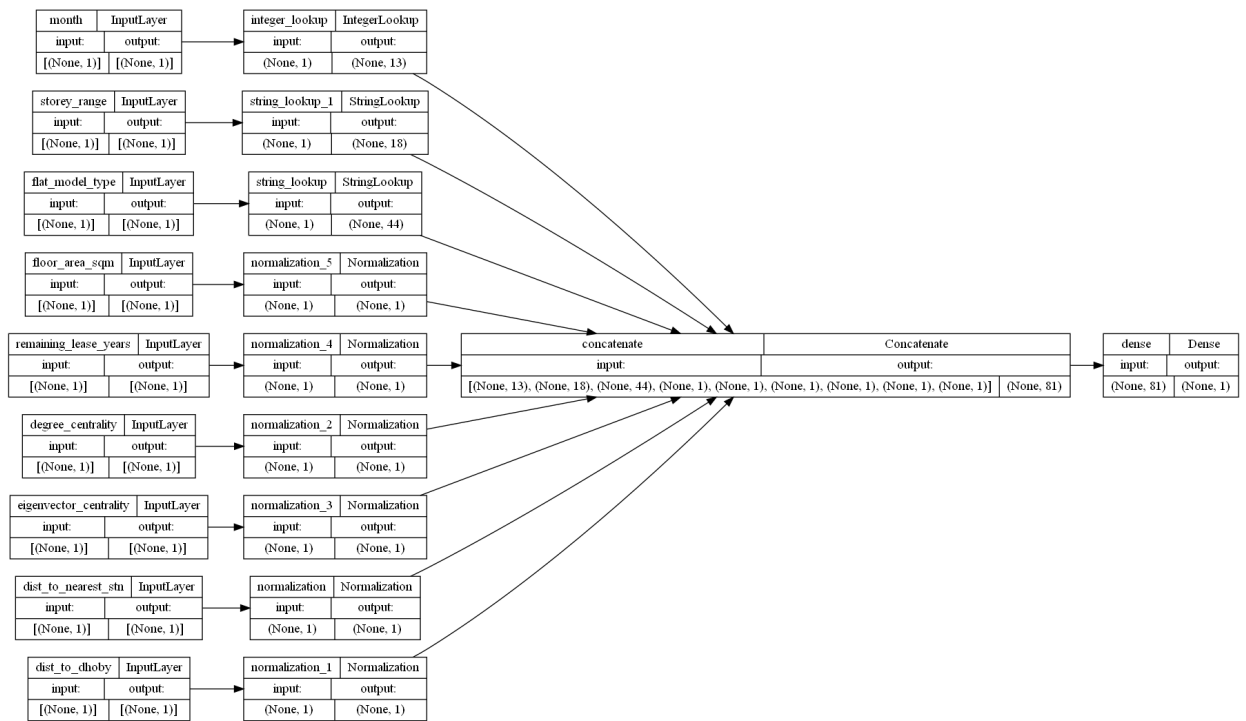 month InputLayer
input: output:
[(None, 1)] [(None, 1)]
integer_lookup IntegerLookup
input: output:
(None, 1) (None, 13)
storey_range InputLayer
input: output:
[(None, 1)] [(None, 1)]
string_lookup_1 StringLookup
input: output:
(None, 1) (None, 18)
flat_model_type InputLayer
input: output:
[(None, 1)] [(None, 1)]
string_lookup StringLookup
input: output:
(None, 1) (None, 44)
floor_area_sqm InputLayer
input: output:
[(None, 1)] [(None, 1)]
normalization_5 Normalization
input: output:
(None, 1) (None, 1)
remaining_lease_years InputLayer
input: output:
[(None, 1)] [(None, 1)]
normalization_4 Normalization
input: output:
(None, 1) (None, 1)
concatenate Concatenate
input: output:
[(None, 13), (None, 18), (None, 44), (None, 1), (None, 1), (None, 1), (None, 1), (None, 1), (None, 1)] (None, 81)
dense Dense
input: output:
(None, 81) (None, 1)
degree_centrality InputLayer
input: output:
[(None, 1)] [(None, 1)]
normalization_2 Normalization
input: output:
(None, 1) (None, 1)
eigenvector_centrality InputLayer
input: output:
[(None, 1)] [(None, 1)]
normalization_3 Normalization
input: output:
(None, 1) (None, 1)
dist_to_nearest_stn InputLayer
input: output:
[(None, 1)] [(None, 1)]
normalization Normalization
input: output:
(None, 1) (None, 1)
dist_to_dhoby InputLayer
input: output:
[(None, 1)] [(None, 1)]
normalization_1 Normalization
input: output:
(None, 1) (None, 1)